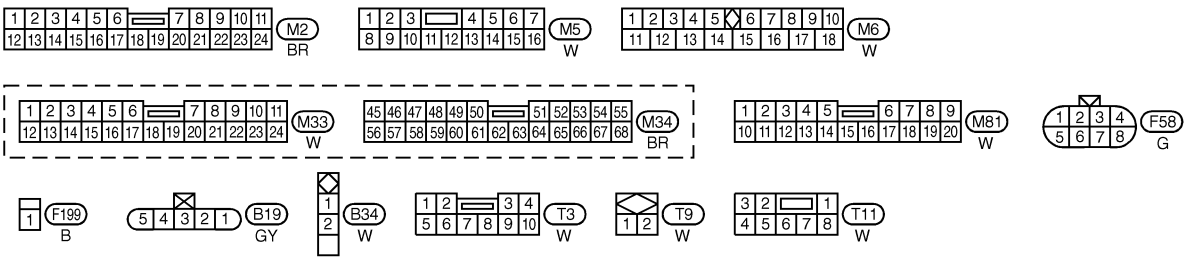 1 2 3 4 5 6 7 8 9 10 11 M2
12 13 14 15 16 17 18 19 20 21 22 23 24 BR
1 2 3 4 5 6 7 M5
8 9 10 11 12 13 14 15 16 W
1 2 3 4 5 6 7 8 9 10 M6
11 12 13 14 15 16 17 18 W
1 2 3 4 5 6 7 8 9 10 11 M33
12 13 14 15 16 17 18 19 20 21 22 23 24 W
45 46 47 48 49 50 51 52 53 54 55 M34
56 57 58 59 60 61 62 63 64 65 66 67 68 BR
1 2 3 4 5 6 7 8 9 M81
10 11 12 13 14 15 16 17 18 19 20 W
1 2 3 4 F58
5 6 7 8 G
1 F199
B
5 4 3 2 1 B19
GY
1 B34
2 W
1 2 3 4 T3
5 6 7 8 9 10 W
1 2 T9
W
3 2 1 T11
4 5 6 7 8 W